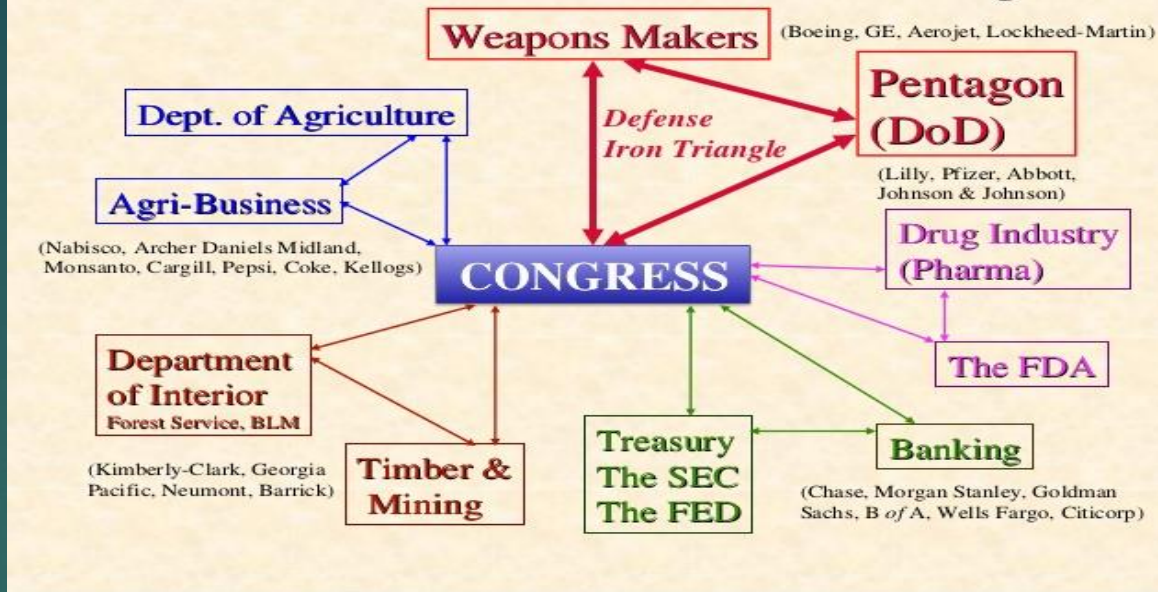 Weapons Makers
(Boeing, GE, Aerojet, Lockheed-Martin)
Pentagon
(DoD)
Defense
Iron Triangle
Dept. of Agriculture
Agri-Business
(Nabisco, Archer Daniels Midland,
Monsanto, Cargill, Pepsi, Coke, Kellogs)
(Lilly, Pfizer, Abbott,
Johnson & Johnson)
Drug Industry
(Pharma)
The FDA
CONGRESS
Department
of Interior
Forest Service, BLM
(Kimberly-Clark, Georgia
Pacific, Neumont, Barrick)
Timber &
Mining
Treasury
The SEC
The FED
Banking
(Chase, Morgan Stanley, Goldman
Sachs, B of A, Wells Fargo, Citicorp)